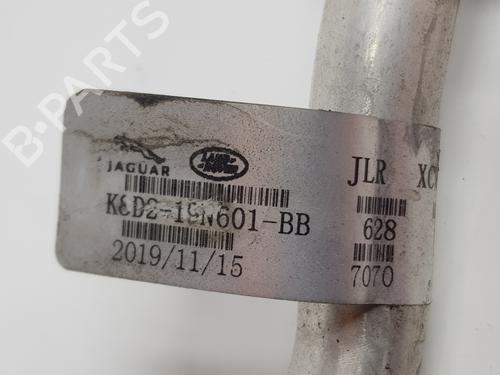 B-PARTS
JAGUAR
LAND ROVER
JLR
K8D2-19N601-BB
628
2019/11/15
7070